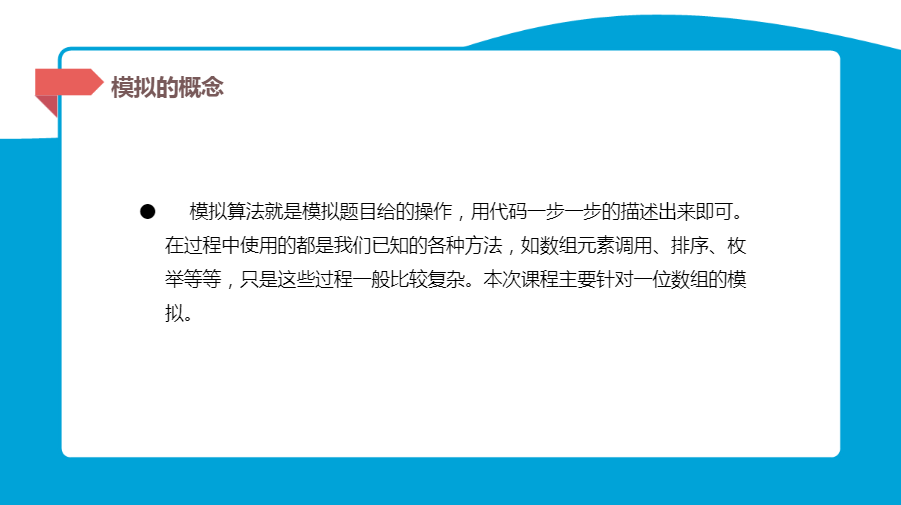 模拟的概念
● 模拟算法就是模拟题目给的操作，用代码一步一步的描述出来即可。
在过程中使用的都是我们已知的各种方法，如数组元素调用、排序、枚
举等等，只是这些过程一般比较复杂。本次课程主要针对一位数组的模
拟。